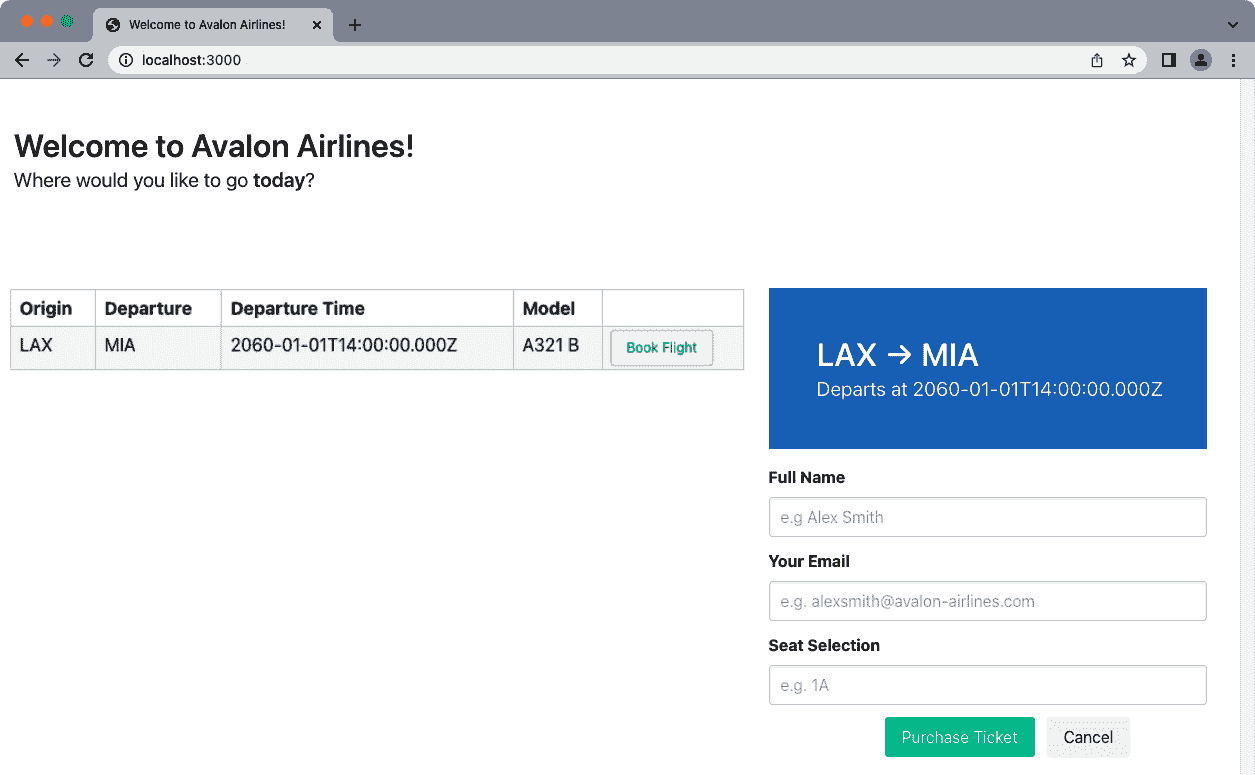 Welcome to Avalon Airlines!
localhost:3000
Welcome to Avalon Airlines!
Where would you like to go today?
Origin Departure Departure Time Model
LAX MIA 2060-01-01T14:00:00.000Z A321 B Book Flight
LAX → MIA
Departs at 2060-01-01T14:00:00.000Z
Full Name
e.g Alex Smith
Your Email
e.g. alexsmith@avalon-airlines.com
Seat Selection
e.g. 1A
Purchase Ticket Cancel